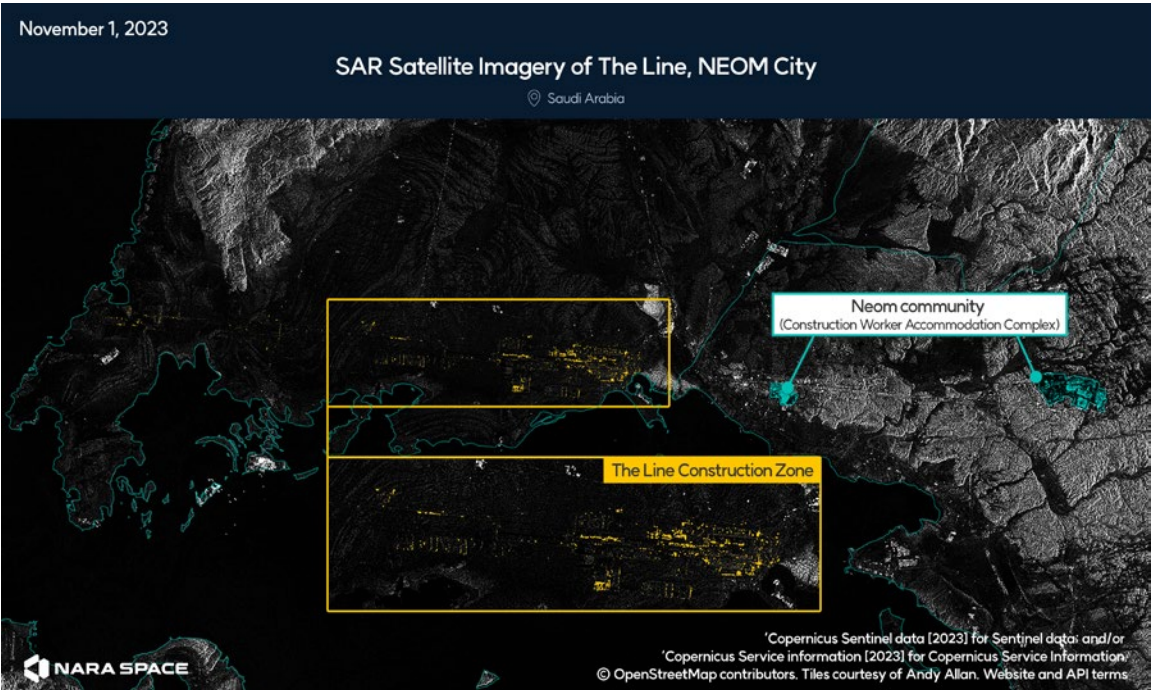 November 1, 2023
SAR Satellite Imagery of The Line, NEOM City
Saudi Arabia
Neom community
(Construction Worker Accommodation Complex)
The Line Construction Zone
'Copernicus Sentinel data [2023] for Sentinel data; and/or
'Copernicus Service information [2023] for Copernicus Service Information.
© OpenStreetMap contributors. Tiles courtesy of Andy Allan. Website and API terms
NARA SPACE